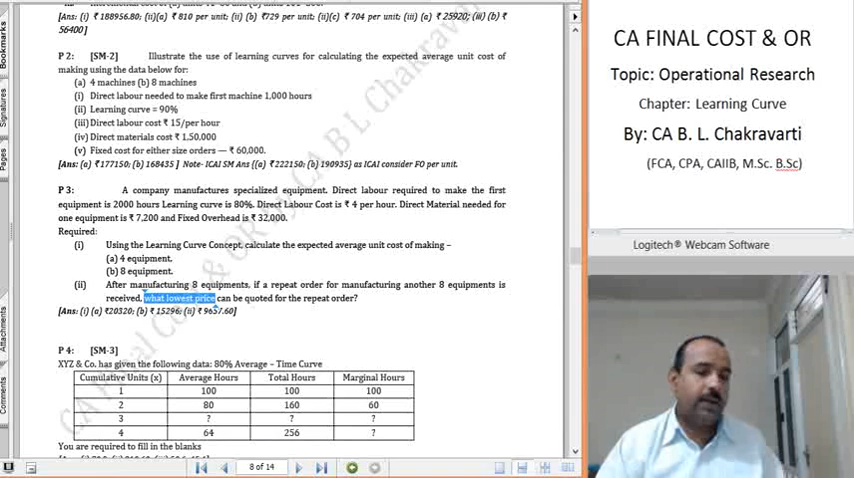 [Ans: (i) ₹ 188956.80; (ii)(a) ₹ 810 per unit; (ii) (b) ₹729 per unit; (ii)(c) ₹ 704 per unit; (iii) (a) ₹ 25920; (iii) (b) ₹
56400]
P 2: [SM-2] Illustrate the use of learning curves for calculating the expected average unit cost of
making using the data below for:
(a) 4 machines (b) 8 machines
(i) Direct labour needed to make first machine 1,000 hours
(ii) Learning curve = 90%
(iii) Direct labour cost ₹ 15/per hour
(iv) Direct materials cost ₹ 1,50,000
(v) Fixed cost for either size orders — ₹ 60,000.
[Ans: (a) ₹177150; (b) 168435 ] Note- ICAI SM Ans {(a) ₹222150; (b) 190935} as ICAI consider FO per unit.
P 3: A company manufactures specialized equipment. Direct labour required to make the first
equipment is 2000 hours Learning curve is 80%. Direct Labour Cost is ₹ 4 per hour. Direct Material needed for
one equipment is ₹ 7,200 and Fixed Overhead is ₹ 32,000.
Required:
(i) Using the Learning Curve Concept, calculate the expected average unit cost of making –
(a) 4 equipment.
(b) 8 equipment.
(ii) After manufacturing 8 equipments, if a repeat order for manufacturing another 8 equipments is
received, what lowest price can be quoted for the repeat order?
[Ans: (i) (a) ₹20320; (b) ₹ 15296; (ii) ₹ 9657.60]
P 4: [SM-3]
XYZ & Co. has given the following data: 80% Average – Time Curve
Cumulative Units (x) Average Hours Total Hours Marginal Hours
1 100 100 100
2 80 160 60
3 ? ? ?
4 64 256 ?
You are required to fill in the blanks
8 of 14
Bookmarks
Signatures
Pages
Attachments
Comments
CA FINAL COST & OR
Topic: Operational Research
Chapter: Learning Curve
By: CA B. L. Chakravarti
(FCA, CPA, CAIIB, M.Sc. B.Sc)
Logitech® Webcam Software